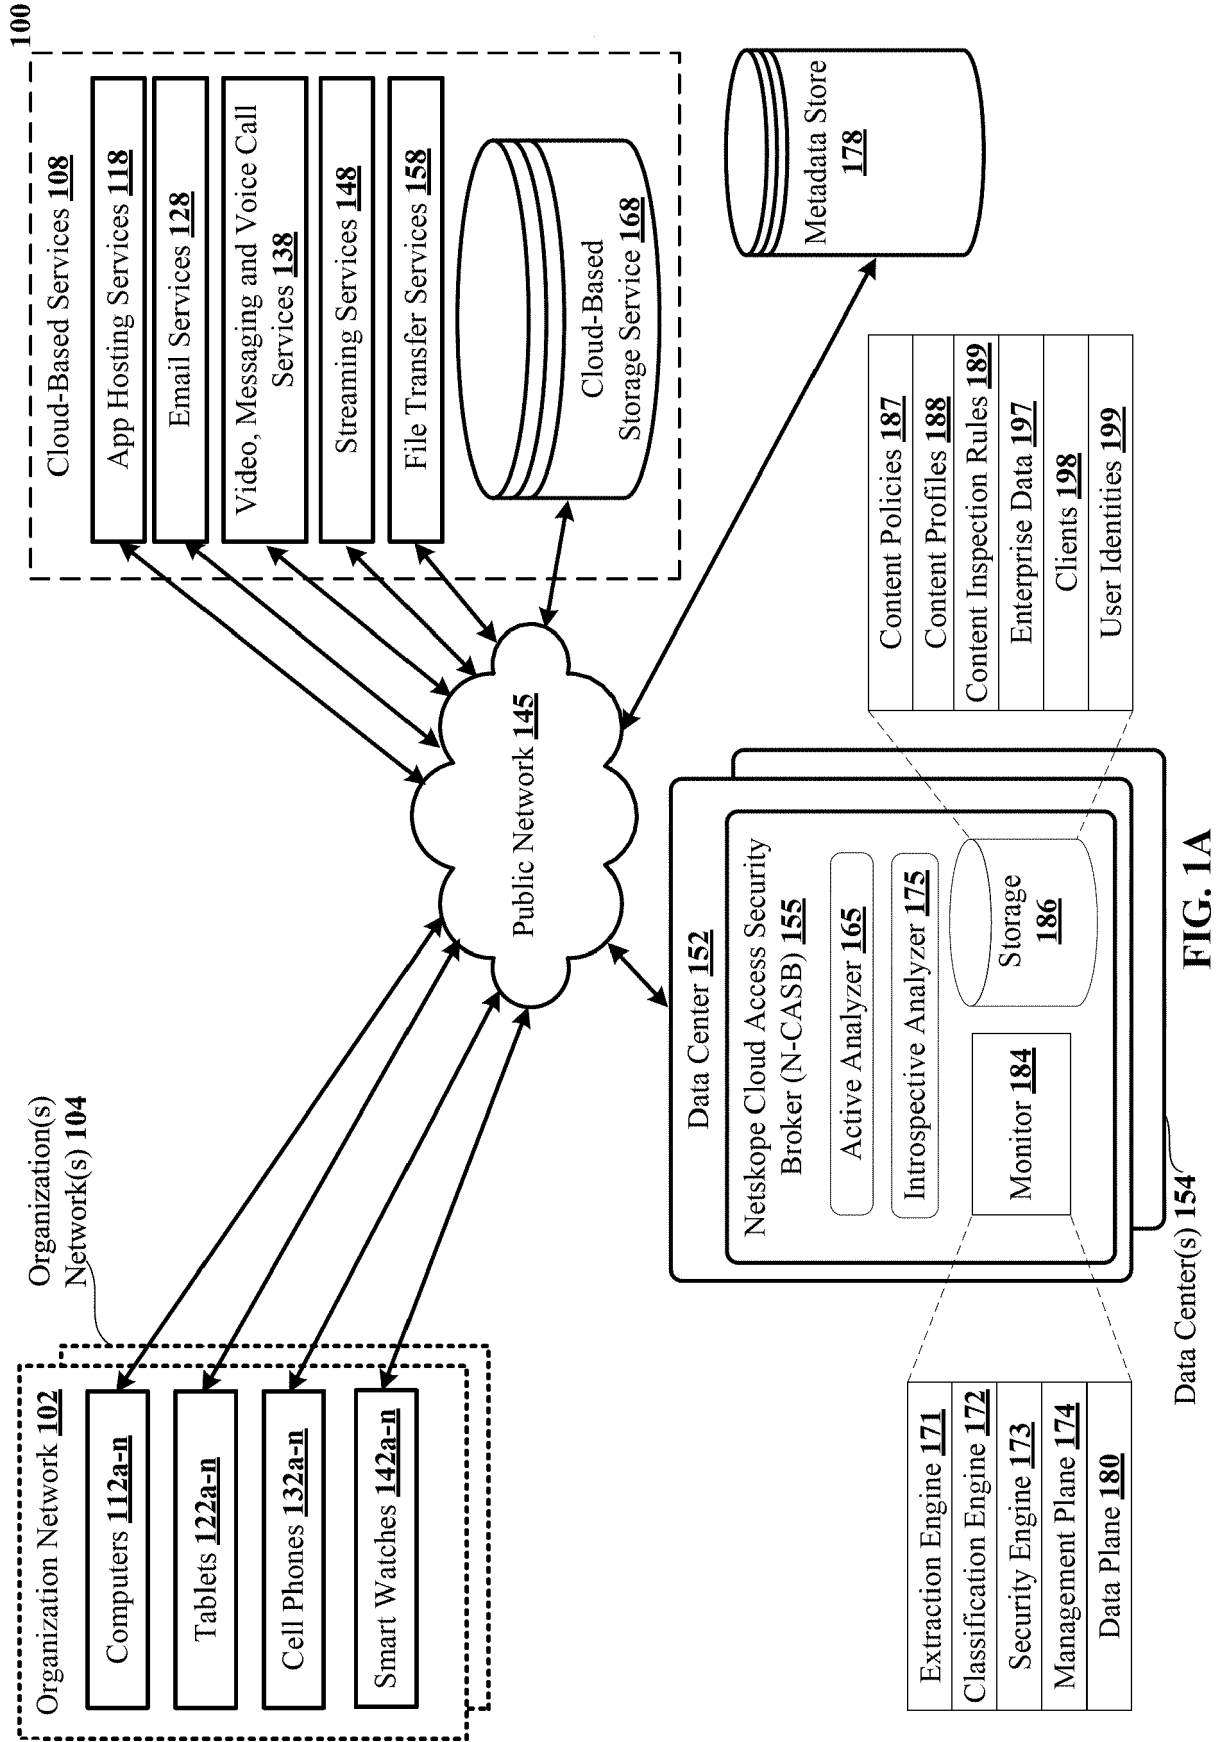 100
Organization Network 102
Computers 112a-n
Tablets 122a-n
Cell Phones 132a-n
Smart Watches 142a-n
Organization(s)
Network(s) 104
Public Network 145
Cloud-Based Services 108
App Hosting Services 118
Email Services 128
Video, Messaging and Voice Call
Services 138
Streaming Services 148
File Transfer Services 158
Cloud-Based
Storage Service 168
Metadata Store
178
Data Center 152
Netskope Cloud Access Security
Broker (N-CASB) 155
Active Analyzer 165
Introspective Analyzer 175
Monitor 184
Storage
186
Extraction Engine 171
Classification Engine 172
Security Engine 173
Management Plane 174
Data Plane 180
Content Policies 187
Content Profiles 188
Content Inspection Rules 189
Enterprise Data 197
Clients 198
User Identities 199
Data Center(s) 154
FIG. 1A